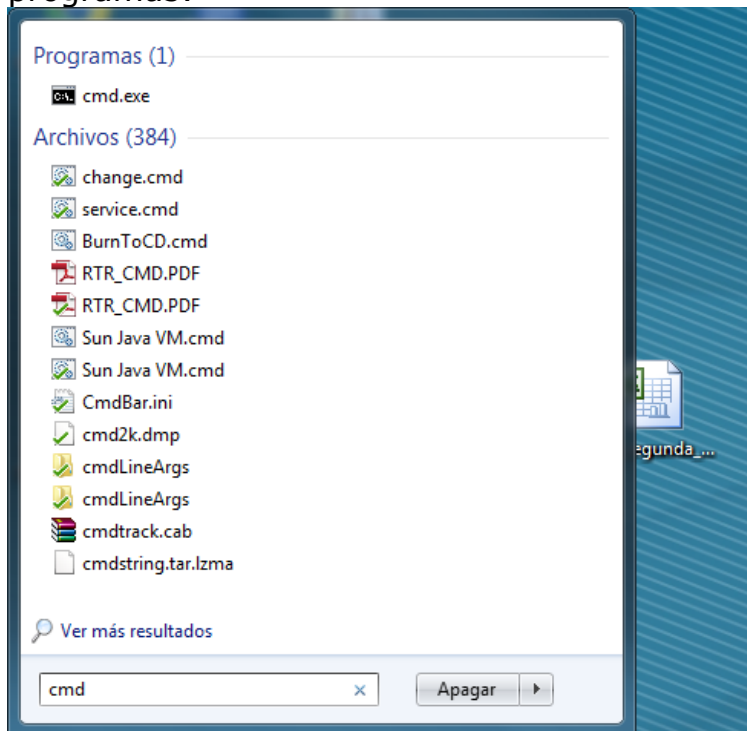 programas.
Programas (1)
cmd.exe
Archivos (384)
change.cmd
service.cmd
BurnToCD.cmd
RTR_CMD.PDF
RTR_CMD.PDF
Sun Java VM.cmd
Sun Java VM.cmd
CmdBar.ini
cmd2k.dmp
cmdLineArgs
cmdLineArgs
cmdtrack.cab
cmdstring.tar.lzma
egunda_...
Ver más resultados
cmd
Apagar